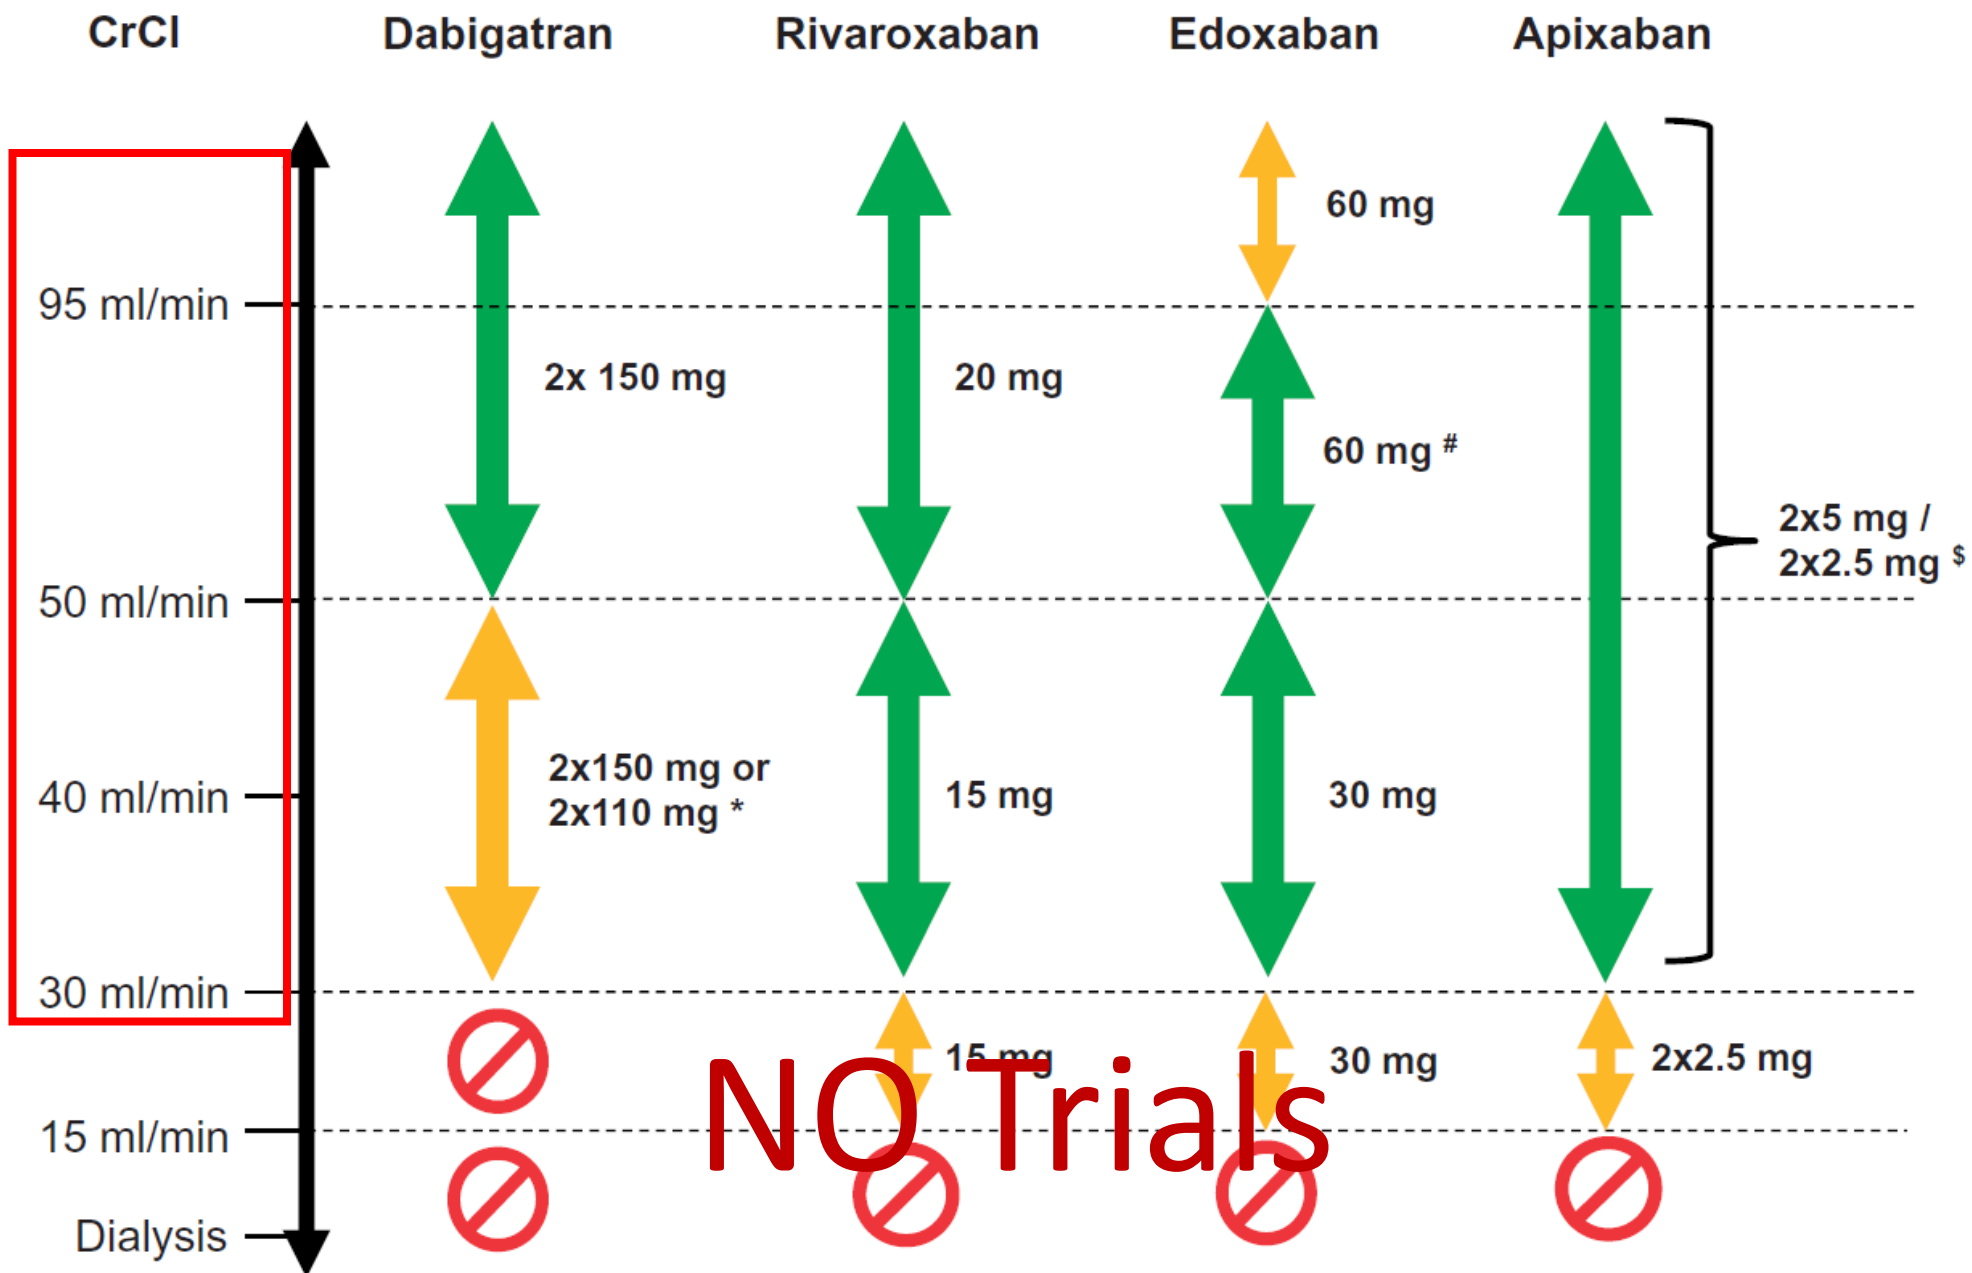 CrCl Dabigatran Rivaroxaban Edoxaban Apixaban
60 mg
95 ml/min
2x 150 mg 20 mg
60 mg #
2x5 mg /
2x2.5 mg $
50 ml/min
2x150 mg or
2x110 mg *
40 ml/min 15 mg 30 mg
30 ml/min
15 mg 30 mg 2x2.5 mg
NO Trials
15 ml/min
Dialysis